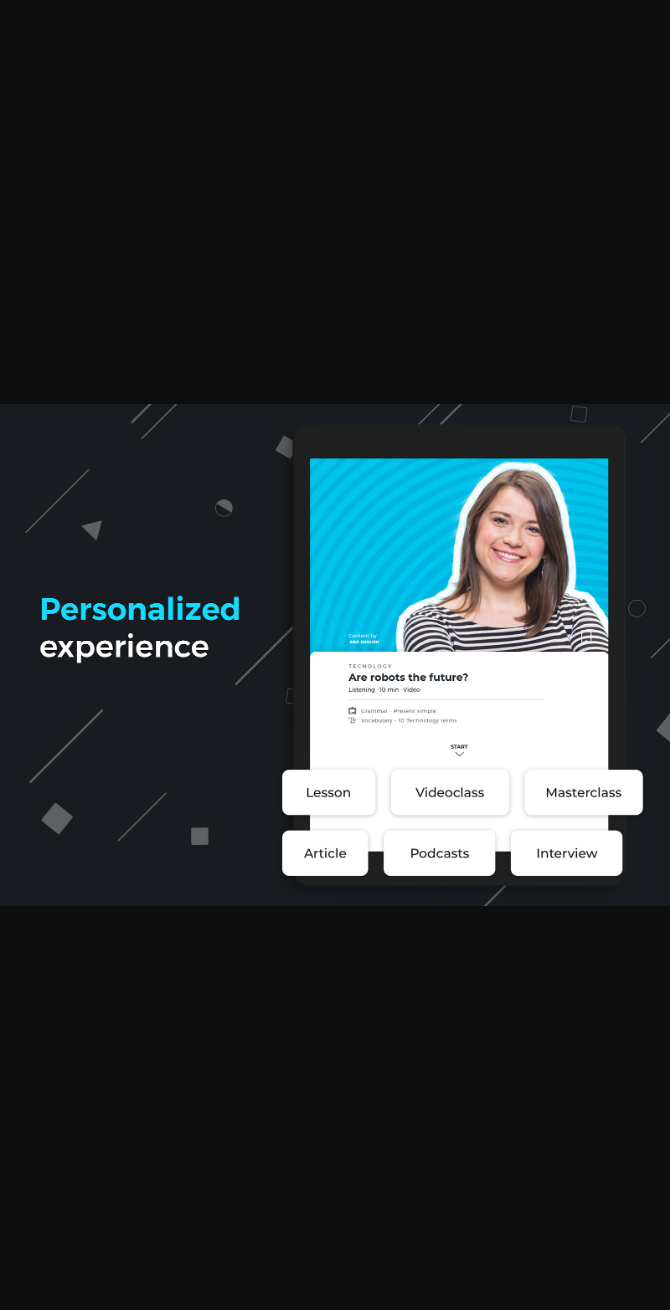 Personalized
experience
Content by
ABA ENGLISH
TECNOLOGY
Are robots the future?
Listening · 10 min · Video
Grammar - Present simple
Vocabulary - 10 Technology terms
START
Lesson
Videoclass
Masterclass
Article
Podcasts
Interview